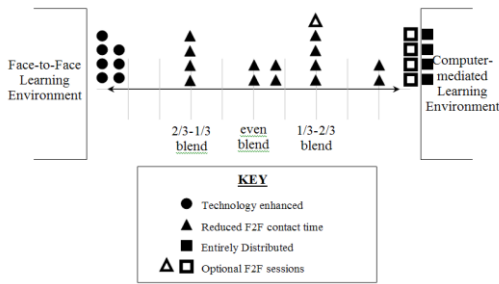 Face-to-Face
Learning
Environment
Computer-
mediated
Learning
Environment
2/3-1/3
blend
even
blend
1/3-2/3
blend
KEY
Technology enhanced
Reduced F2F contact time
Entirely Distributed
Optional F2F sessions